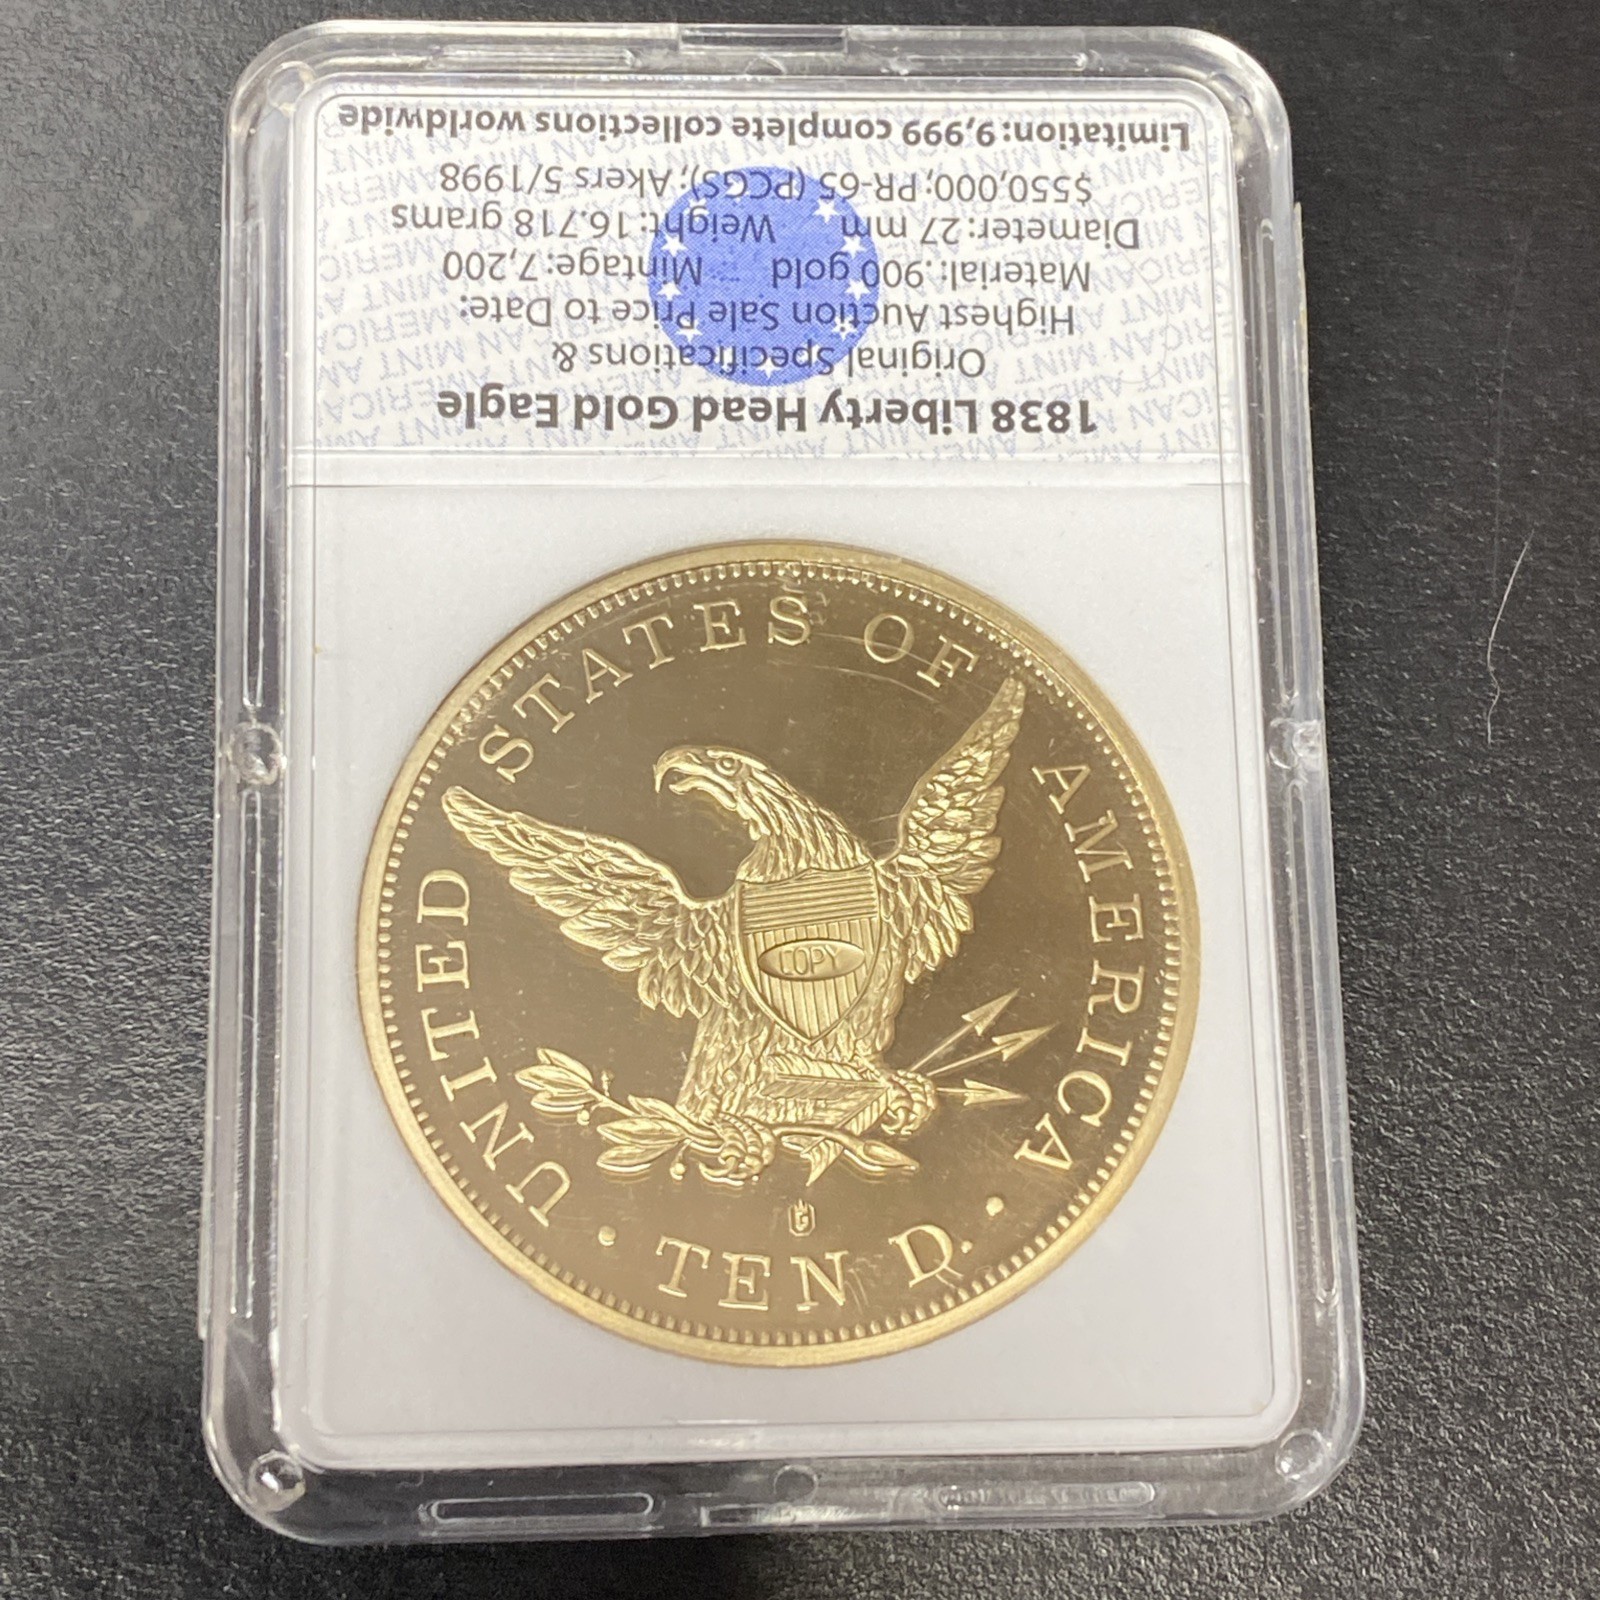 1838 Liberty Head Gold Eagle
Original Specifications &
Highest Auction Sale Price to Date:
Material: .900 gold Mintage: 7,200
Diameter: 27 mm Weight: 16.718 grams
$550,000; PR-65 (PCGS); Akers 5/1998
Limitation: 9,999 complete collections worldwide
UNITED STATES OF AMERICA
COPY
• TEN D. •